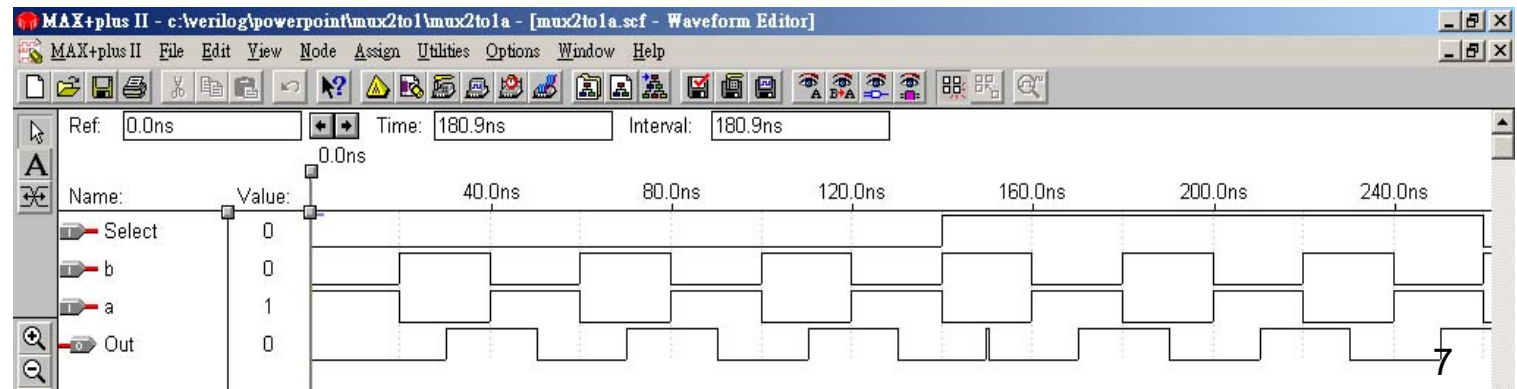 MAX+plus II - c:\verilog\powerpoint\mux2to1\mux2to1a - [mux2to1a.scf - Waveform Editor]
MAX+plus II File Edit View Node Assign Utilities Options Window Help
Ref: 0.0ns Time: 180.9ns Interval: 180.9ns
0.0ns
Name: Value: 40.0ns 80.0ns 120.0ns 160.0ns 200.0ns 240.0ns
Select 0
b 0
a 1
Out 0
7